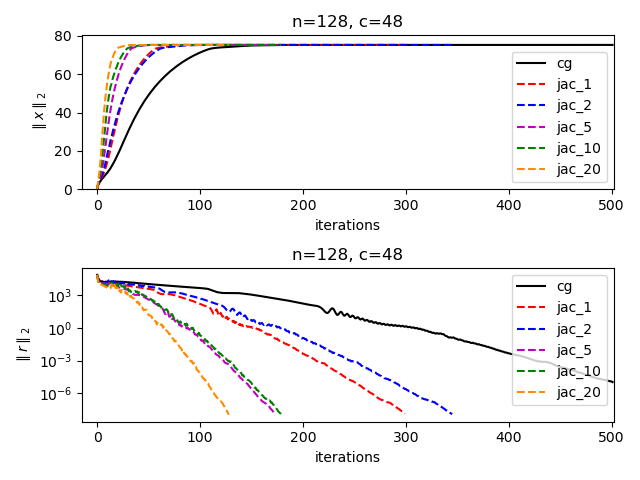 n=128, c=48
80
60
40
20
0
‖ x ‖₂
0 100 200 300 400 500
iterations
cg
jac_1
jac_2
jac_5
jac_10
jac_20
n=128, c=48
10³
10⁰
10⁻³
10⁻⁶
‖ r ‖₂
0 100 200 300 400 500
iterations
cg
jac_1
jac_2
jac_5
jac_10
jac_20